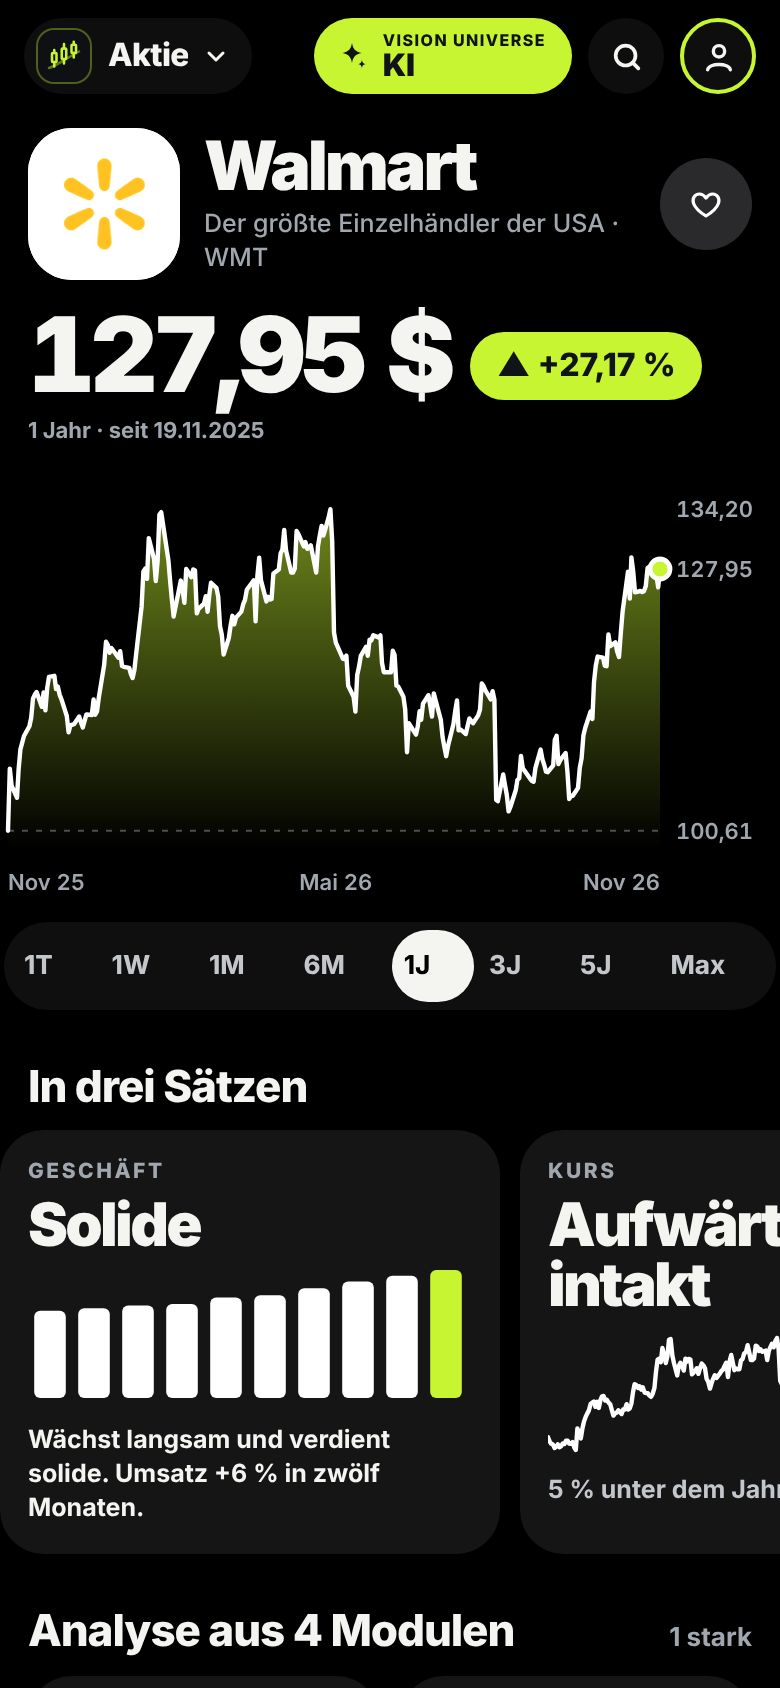 Aktie
VISION UNIVERSE
KI
Walmart
Der größte Einzelhändler der USA ·
WMT
127,95 $
▲ +27,17 %
1 Jahr · seit 19.11.2025
134,20
127,95
100,61
Nov 25
Mai 26
Nov 26
1T 1W 1M 6M 1J 3J 5J Max
In drei Sätzen
GESCHÄFT
Solide
Wächst langsam und verdient
solide. Umsatz +6 % in zwölf
Monaten.
KURS
Aufwärt
intakt
5 % unter dem Jahr
Analyse aus 4 Modulen
1 stark